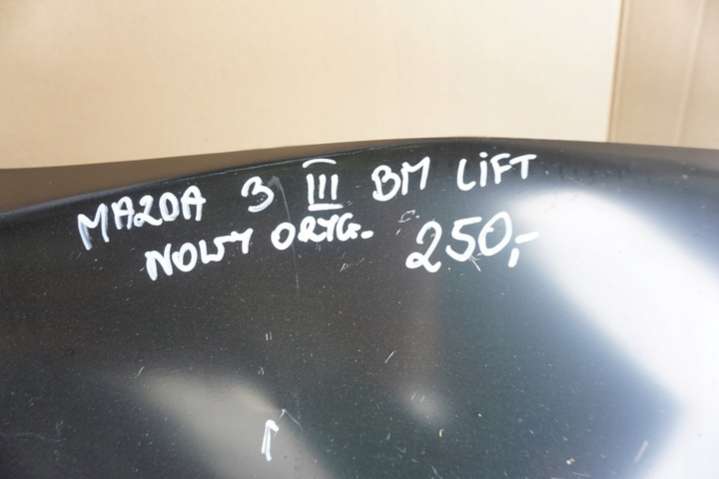 MAZDA 3 III BM LiFT
NOWY ORYG. 250,-